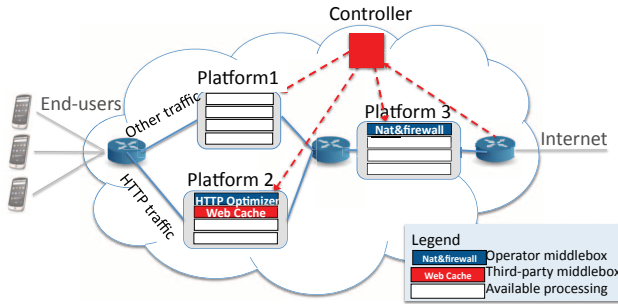 Controller
Platform1
End-users
Other traffic
Platform 3
Nat&firewall
Internet
HTTP traffic
Platform 2
HTTP Optimizer
Web Cache
Legend
Nat&firewall Operator middlebox
Web Cache Third-party middlebox
Available processing